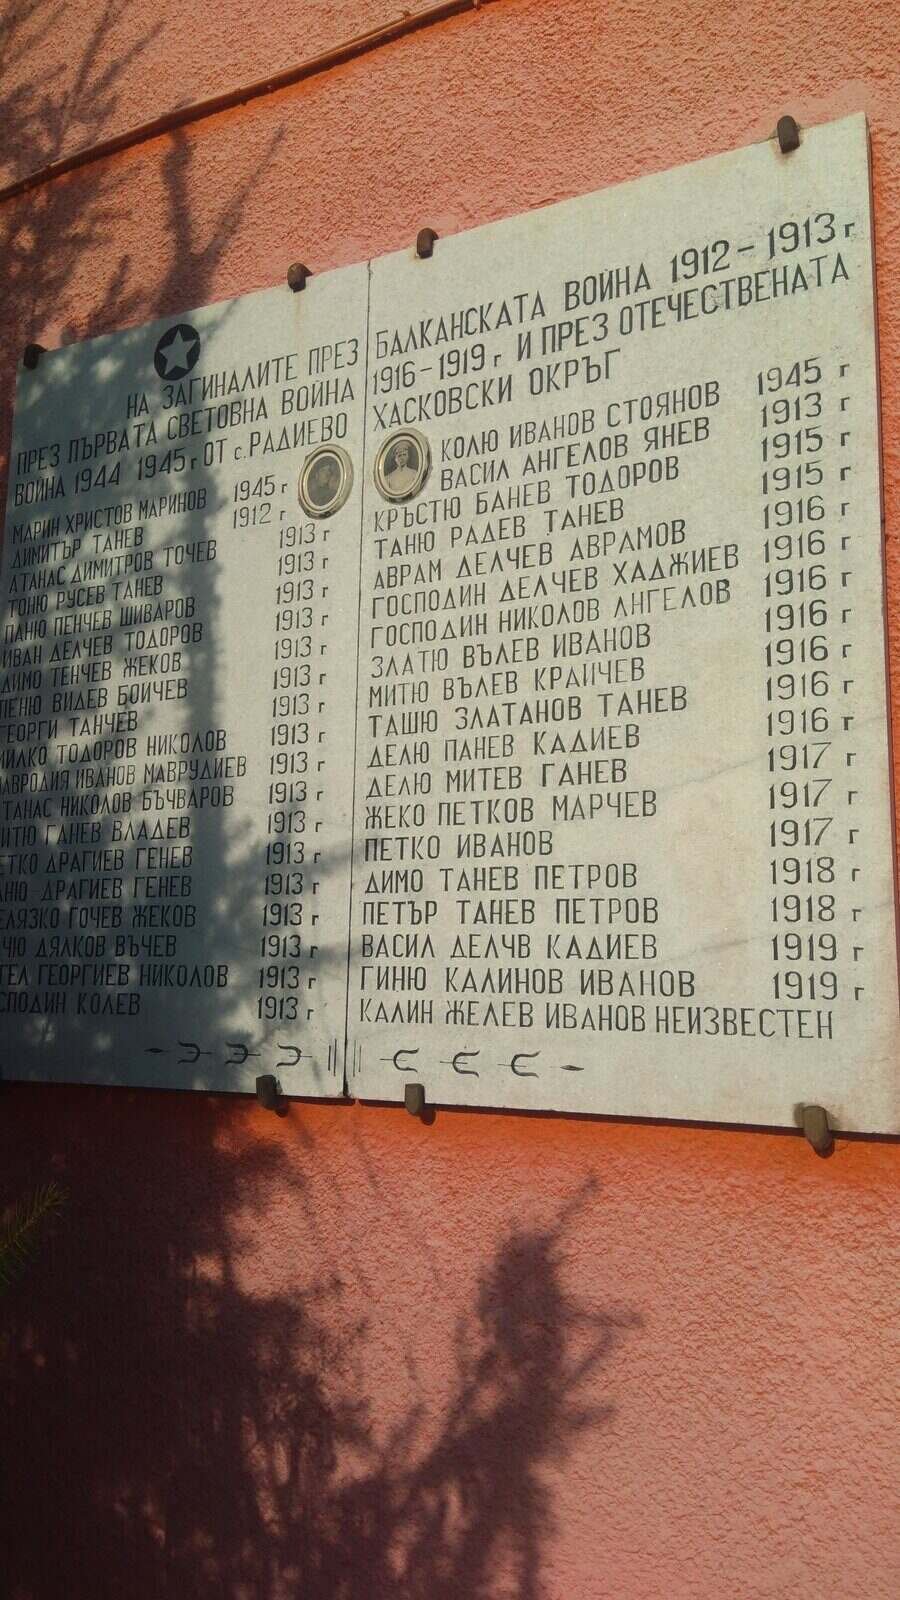 НА ЗАГИНАЛИТЕ ПРЕЗ БАЛКАНСКАТА ВОЙНА 1912 – 1913 г
ПРЕЗ ПЪРВАТА СВЕТОВНА ВОЙНА 1916 – 1919 г И ПРЕЗ ОТЕЧЕСТВЕНАТА
ВОЙНА 1944 1945 г ОТ с. РАДИЕВО ХАСКОВСКИ ОКРЪГ
МАРИН ХРИСТОВ МАРИНОВ 1945 г
ДИМИТЪР ТАНЕВ 1912 г
АТАНАС ДИМИТРОВ ТОЧЕВ 1913 г
ТОНЮ РУСЕВ ТАНЕВ 1913 г
ПАНЮ ПЕНЧЕВ ШИВАРОВ 1913 г
ИВАН ДЕЛЧЕВ ТОДОРОВ 1913 г
ДИМО ТЕНЧЕВ ЖЕКОВ 1913 г
ПЕНЮ ВИДЕВ БОЙЧЕВ 1913 г
ГЕОРГИ ТАНЧЕВ 1913 г
МИЛКО ТОДОРОВ НИКОЛОВ 1913 г
МАВРОДИЯ ИВАНОВ МАВРУДИЕВ 1913 г
АТАНАС НИКОЛОВ БЪЧВАРОВ 1913 г
МИТЮ ГАНЕВ ВЛАДЕВ 1913 г
ПЕТКО ДРАГИЕВ ГЕНЕВ 1913 г
ДРАГИЕВ ГЕНЕВ 1913 г
ГОЧЕВ ЖЕКОВ 1913 г
ДЯЛКОВ ВЪЧЕВ 1913 г
ГЕОРГИЕВ НИКОЛОВ 1913 г
КОЛЕВ 1913 г
КОЛЮ ИВАНОВ СТОЯНОВ 1945 г
ВАСИЛ АНГЕЛОВ ЯНЕВ 1913 г
КРЪСТЮ БАНЕВ ТОДОРОВ 1915 г
ТАНЮ РАДЕВ ТАНЕВ 1915 г
АВРАМ ДЕЛЧЕВ АВРАМОВ 1916 г
ГОСПОДИН ДЕЛЧЕВ ХАДЖИЕВ 1916 г
ГОСПОДИН НИКОЛОВ АНГЕЛОВ 1916 г
ЗЛАТЮ ВЪЛЕВ ИВАНОВ 1916 г
МИТЮ ВЪЛЕВ КРАЙЧЕВ 1916 г
ТАШЮ ЗЛАТАНОВ ТАНЕВ 1916 г
ДЕЛЮ ПАНЕВ КАДИЕВ 1916 г
ДЕЛЮ МИТЕВ ГАНЕВ 1917 г
ЖЕКО ПЕТКОВ МАРЧЕВ 1917 г
ПЕТКО ИВАНОВ 1917 г
ДИМО ТАНЕВ ПЕТРОВ 1918 г
ПЕТЪР ТАНЕВ ПЕТРОВ 1918 г
ВАСИЛ ДЕЛЧВ КАДИЕВ 1919 г
ГИНЮ КАЛИНОВ ИВАНОВ 1919 г
КАЛИН ЖЕЛЕВ ИВАНОВ НЕИЗВЕСТЕН